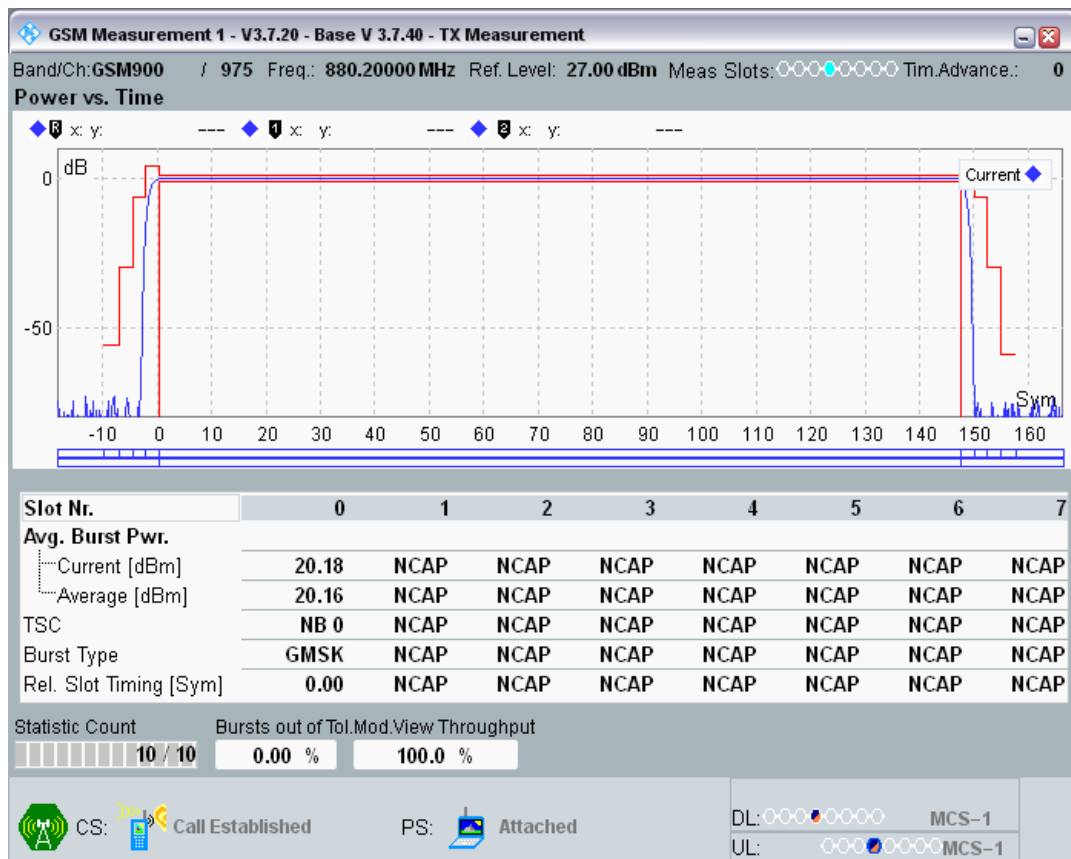 GSM Measurement 1 - V3.7.20 - Base V 3.7.40 - TX Measurement
Band/Ch:GSM900 / 975 Freq.: 880.20000 MHz Ref. Level: 27.00 dBm Meas Slots: Tim.Advance.: 0
Power vs. Time
R x: y: --- 1 x: y: --- 2 x: y: ---
dB
Current
0
-50
Sym
-10 0 10 20 30 40 50 60 70 80 90 100 110 120 130 140 150 160
Slot Nr. 0 1 2 3 4 5 6 7
Avg. Burst Pwr.
Current [dBm] 20.18 NCAP NCAP NCAP NCAP NCAP NCAP NCAP
Average [dBm] 20.16 NCAP NCAP NCAP NCAP NCAP NCAP NCAP
TSC NB 0 NCAP NCAP NCAP NCAP NCAP NCAP NCAP
Burst Type GMSK NCAP NCAP NCAP NCAP NCAP NCAP NCAP
Rel. Slot Timing [Sym] 0.00 NCAP NCAP NCAP NCAP NCAP NCAP NCAP
Statistic Count Bursts out of Tol.Mod.View Throughput
10 / 10 0.00 % 100.0 %
CS: Call Established PS: Attached
DL: MCS-1
UL: MCS-1